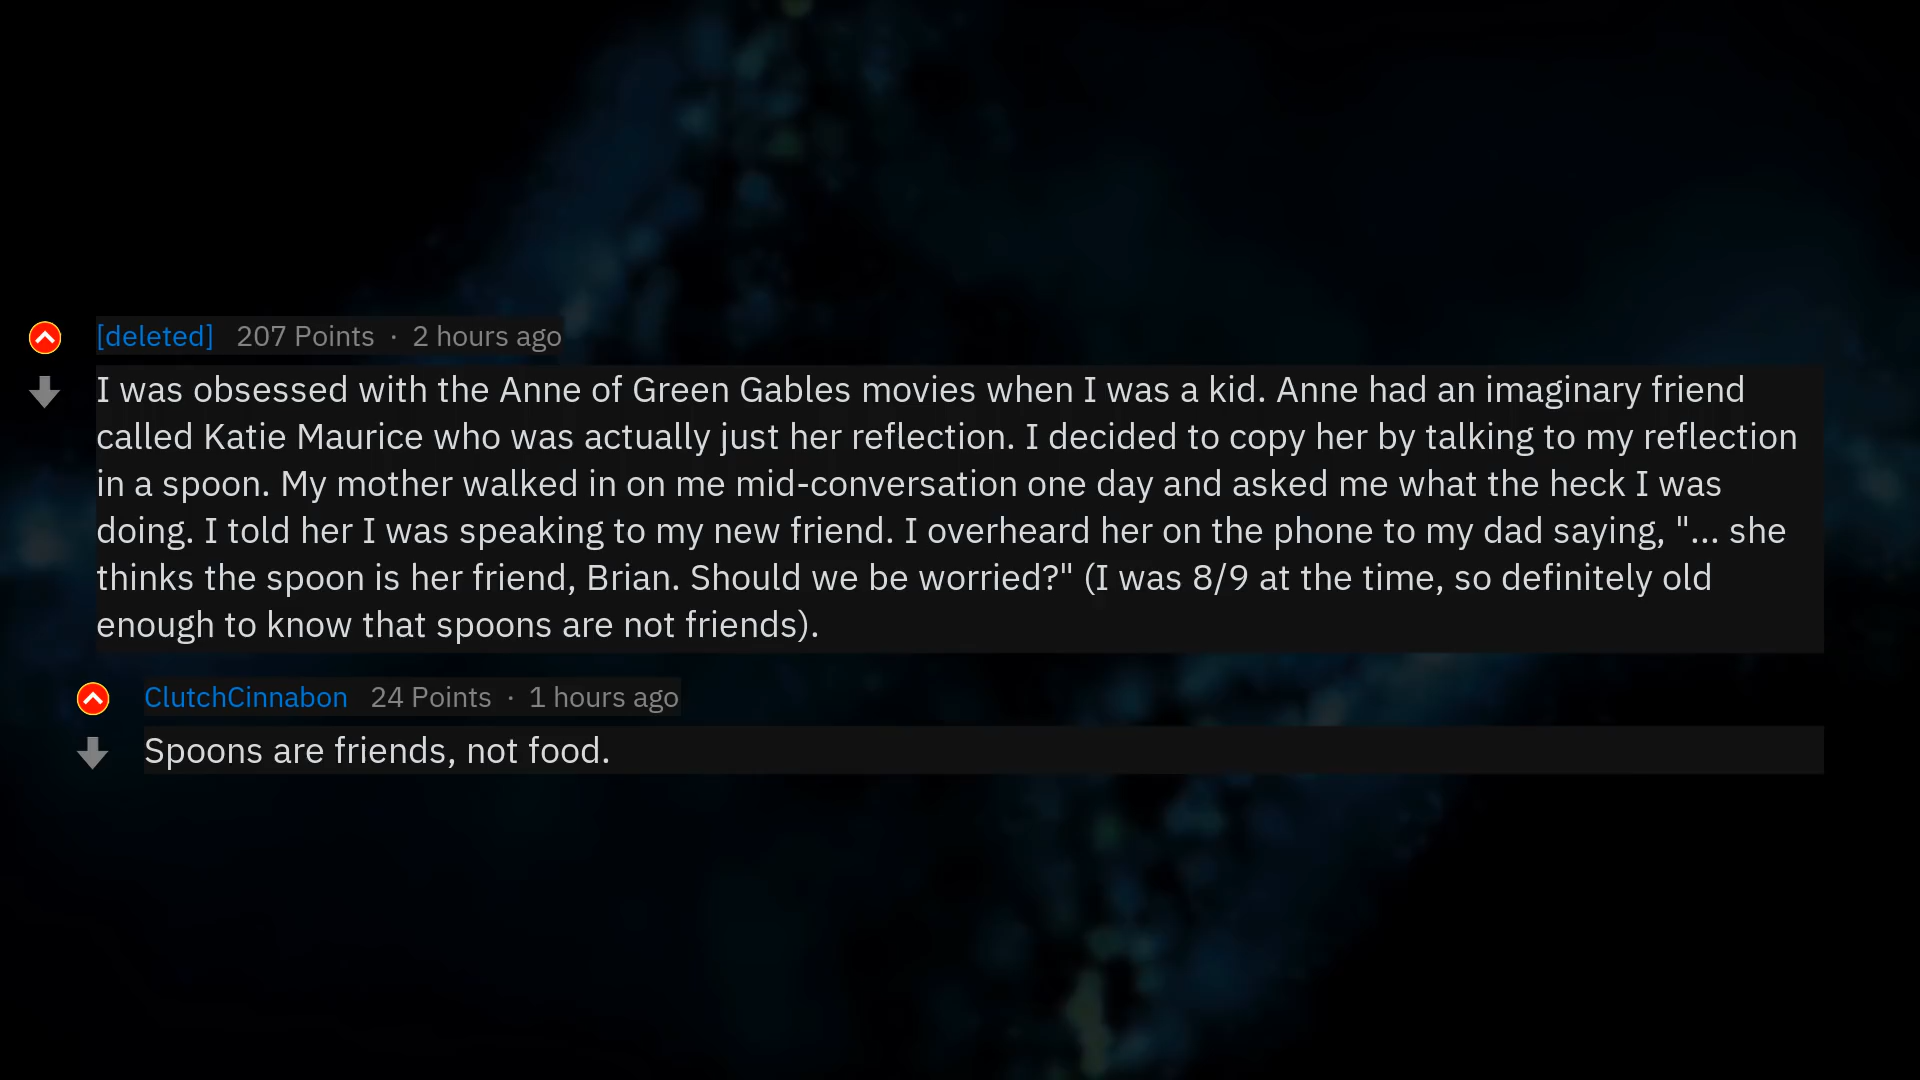 [deleted] 207 Points · 2 hours ago
I was obsessed with the Anne of Green Gables movies when I was a kid. Anne had an imaginary friend
called Katie Maurice who was actually just her reflection. I decided to copy her by talking to my reflection
in a spoon. My mother walked in on me mid-conversation one day and asked me what the heck I was
doing. I told her I was speaking to my new friend. I overheard her on the phone to my dad saying, "... she
thinks the spoon is her friend, Brian. Should we be worried?" (I was 8/9 at the time, so definitely old
enough to know that spoons are not friends).
ClutchCinnabon 24 Points · 1 hours ago
Spoons are friends, not food.